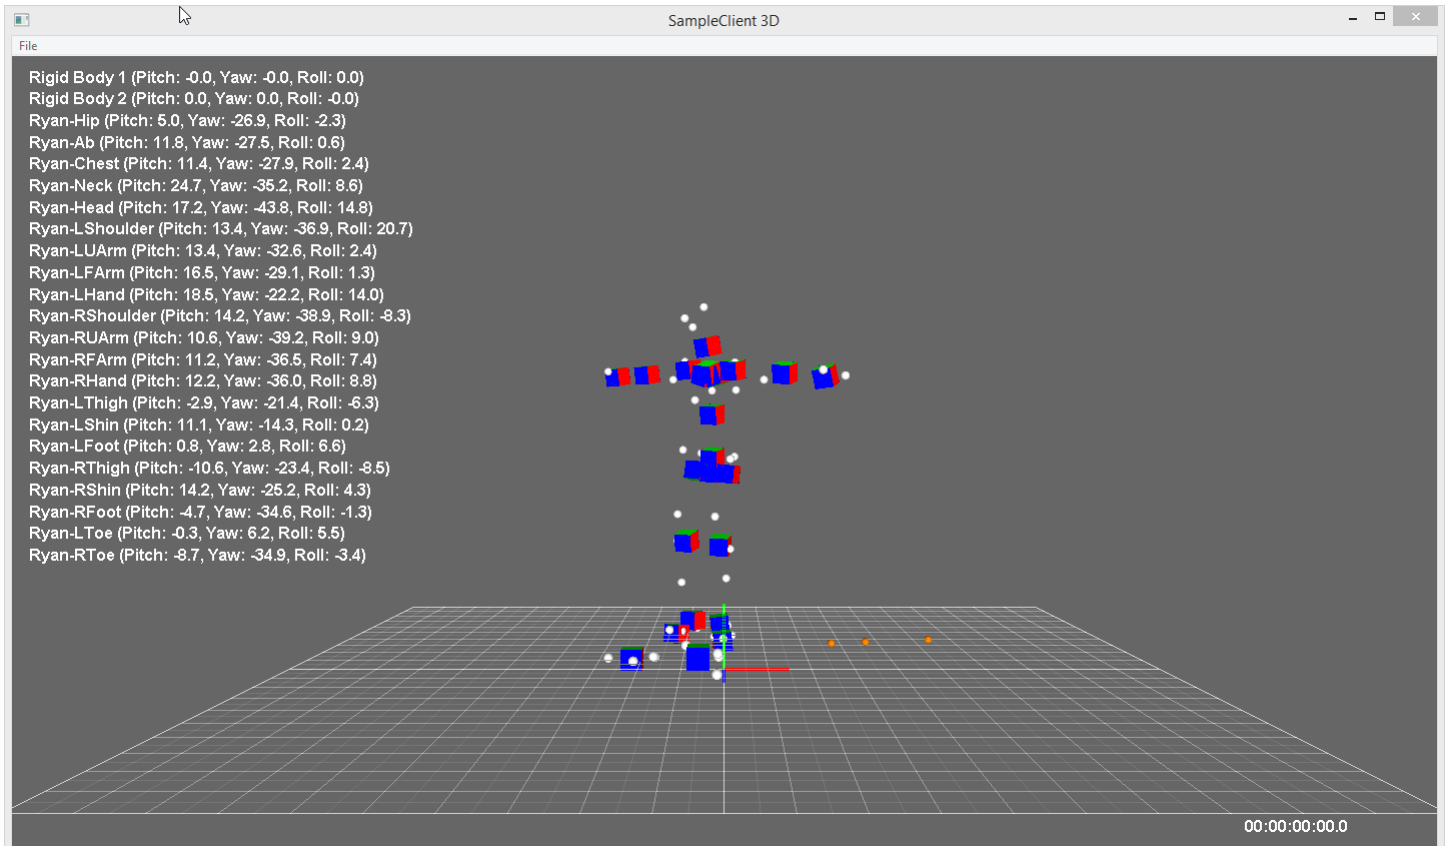 SampleClient 3D
File
Rigid Body 1 (Pitch: -0.0, Yaw: -0.0, Roll: 0.0)
Rigid Body 2 (Pitch: 0.0, Yaw: 0.0, Roll: -0.0)
Ryan-Hip (Pitch: 5.0, Yaw: -26.9, Roll: -2.3)
Ryan-Ab (Pitch: 11.8, Yaw: -27.5, Roll: 0.6)
Ryan-Chest (Pitch: 11.4, Yaw: -27.9, Roll: 2.4)
Ryan-Neck (Pitch: 24.7, Yaw: -35.2, Roll: 8.6)
Ryan-Head (Pitch: 17.2, Yaw: -43.8, Roll: 14.8)
Ryan-LShoulder (Pitch: 13.4, Yaw: -36.9, Roll: 20.7)
Ryan-LUArm (Pitch: 13.4, Yaw: -32.6, Roll: 2.4)
Ryan-LFArm (Pitch: 16.5, Yaw: -29.1, Roll: 1.3)
Ryan-LHand (Pitch: 18.5, Yaw: -22.2, Roll: 14.0)
Ryan-RShoulder (Pitch: 14.2, Yaw: -38.9, Roll: -8.3)
Ryan-RUArm (Pitch: 10.6, Yaw: -39.2, Roll: 9.0)
Ryan-RFArm (Pitch: 11.2, Yaw: -36.5, Roll: 7.4)
Ryan-RHand (Pitch: 12.2, Yaw: -36.0, Roll: 8.8)
Ryan-LThigh (Pitch: -2.9, Yaw: -21.4, Roll: -6.3)
Ryan-LShin (Pitch: 11.1, Yaw: -14.3, Roll: 0.2)
Ryan-LFoot (Pitch: 0.8, Yaw: 2.8, Roll: 6.6)
Ryan-RThigh (Pitch: -10.6, Yaw: -23.4, Roll: -8.5)
Ryan-RShin (Pitch: 14.2, Yaw: -25.2, Roll: 4.3)
Ryan-RFoot (Pitch: -4.7, Yaw: -34.6, Roll: -1.3)
Ryan-LToe (Pitch: -0.3, Yaw: 6.2, Roll: 5.5)
Ryan-RToe (Pitch: -8.7, Yaw: -34.9, Roll: -3.4)
00:00:00:00.0